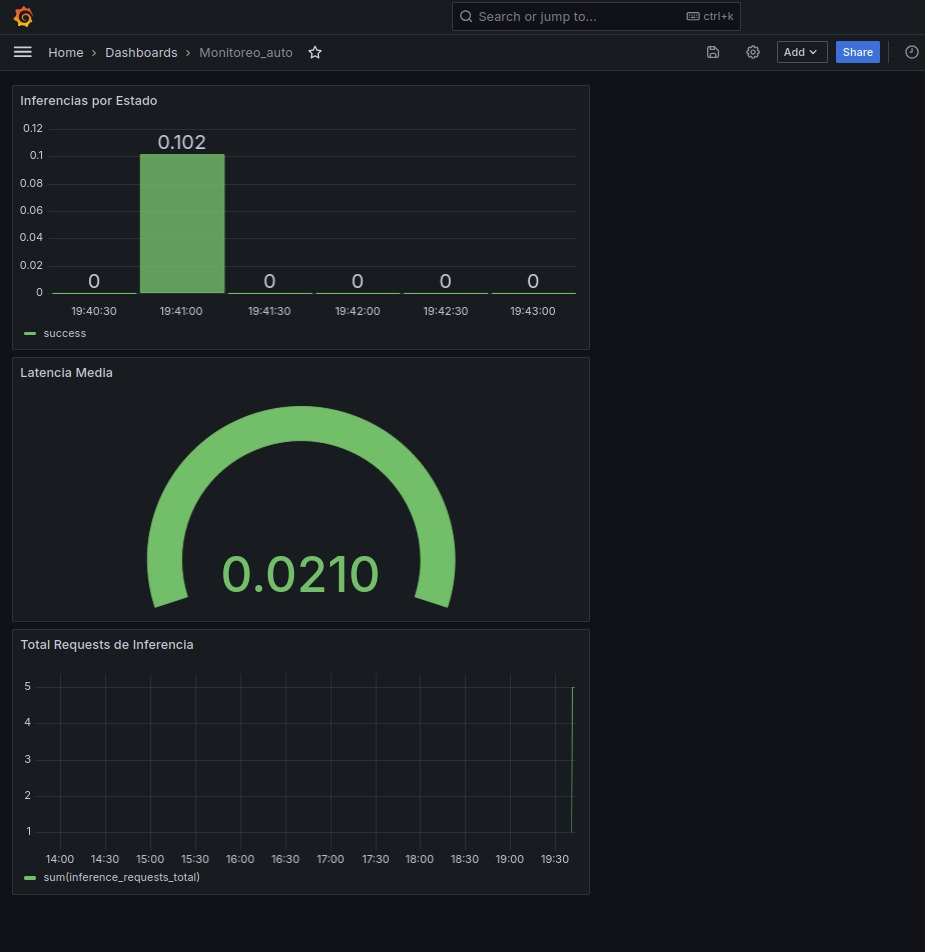 Search or jump to... ctrl+k
Home › Dashboards › Monitoreo_auto Add Share
Inferencias por Estado
0.12
0.1
0.08
0.06
0.04
0.02
0
0 0.102 0 0 0 0
19:40:30 19:41:00 19:41:30 19:42:00 19:42:30 19:43:00
success
Latencia Media
0.0210
Total Requests de Inferencia
5
4
3
2
1
14:00 14:30 15:00 15:30 16:00 16:30 17:00 17:30 18:00 18:30 19:00 19:30
sum(inference_requests_total)